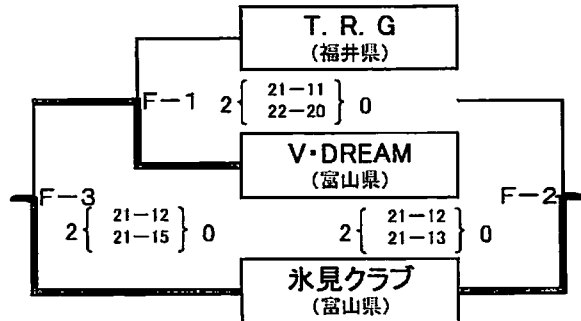 T. R. G
(福井県)
F-1 2{ 21-11 }0
22-20
V・DREAM
(富山県)
F-3 F-2
2{ 21-12 }0 2{ 21-12 }0
21-15 21-13
氷見クラブ
(富山県)